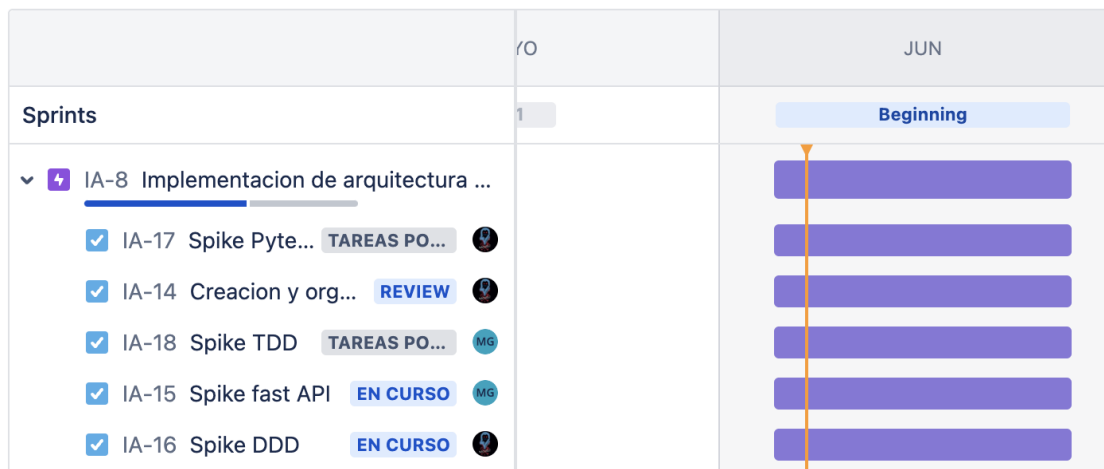 YO JUN
Sprints 1 Beginning
IA-8 Implementacion de arquitectura ...
IA-17 Spike Pyte... TAREAS PO...
IA-14 Creacion y org... REVIEW
IA-18 Spike TDD TAREAS PO... MG
IA-15 Spike fast API EN CURSO MG
IA-16 Spike DDD EN CURSO